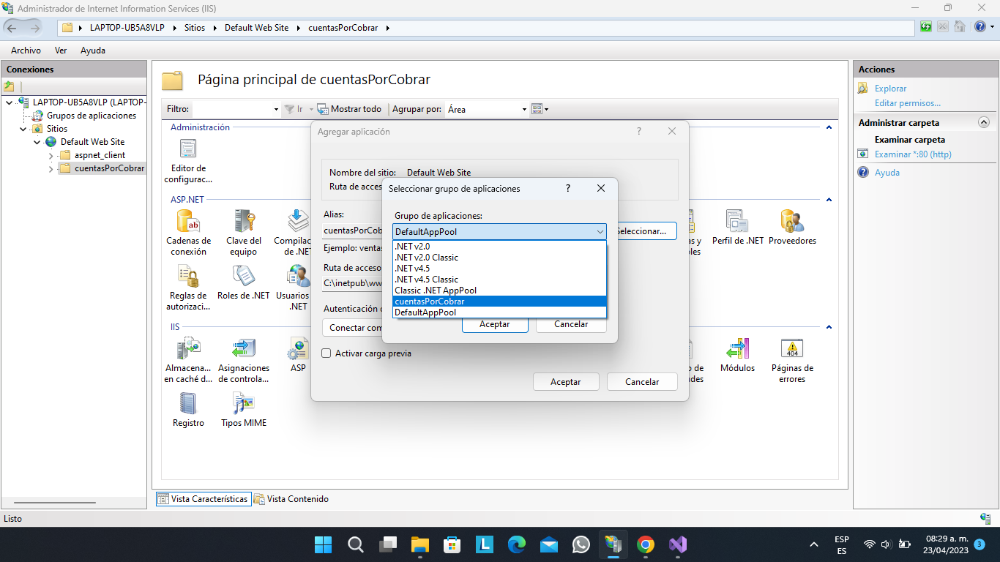 Administrador de Internet Information Services (IIS)
LAPTOP-UB5A8VLP Sitios Default Web Site cuentasPorCobrar
Archivo Ver Ayuda
Conexiones
LAPTOP-UB5A8VLP (LAPTOP-
Grupos de aplicaciones
Sitios
Default Web Site
aspnet_client
cuentasPorCobrar
Página principal de cuentasPorCobrar
Filtro: Ir Mostrar todo Agrupar por: Área
Administración
Editor de
configurac...
ASP.NET
Cadenas de
conexión
Clave del
equipo
Compilac
de .NET
Perfil de .NET
Proveedores
Reglas de
autorizaci...
Roles de .NET
Usuarios
.NET
IIS
Almacena...
en caché d...
Asignaciones
de controla...
ASP
Módulos
Páginas de
errores
Registro
Tipos MIME
Agregar aplicación ?
Nombre del sitio: Default Web Site
Ruta de acces
Alias:
cuentasPorCob
Seleccionar...
Ejemplo: ventas
Ruta de acceso
C:\inetpub\ww
Autenticación
Conectar com
Activar carga previa
Aceptar Cancelar
Seleccionar grupo de aplicaciones ?
Grupo de aplicaciones:
DefaultAppPool
.NET v2.0
.NET v2.0 Classic
.NET v4.5
.NET v4.5 Classic
Classic .NET AppPool
cuentasPorCobrar
DefaultAppPool
Aceptar Cancelar
Vista Características Vista Contenido
Acciones
Explorar
Editar permisos...
Administrar carpeta
Examinar carpeta
Examinar *:80 (http)
Ayuda
Listo
ESP
ES
08:29 a. m.
23/04/2023
3